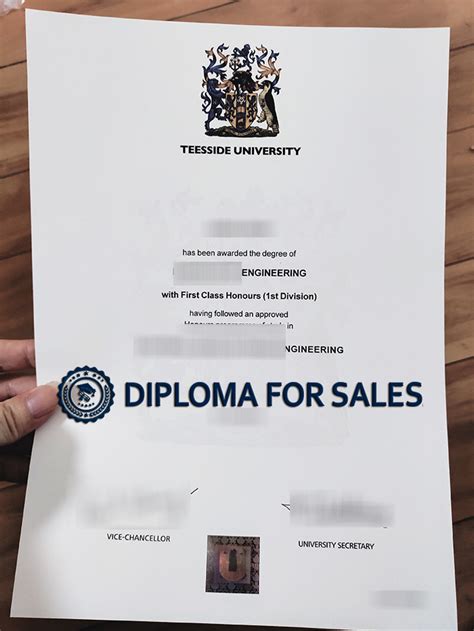 TEESSIDE UNIVERSITY
has been awarded the degree of
ENGINEERING
with First Class Honours (1st Division)
having followed an approved
in
ENGINEERING
DIPLOMA FOR SALES
VICE-CHANCELLOR
UNIVERSITY SECRETARY